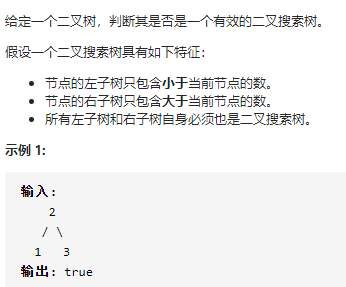 给定一个二叉树，判断其是否是一个有效的二叉搜索树。
假设一个二叉搜索树具有如下特征：
• 节点的左子树只包含小于当前节点的数。
• 节点的右子树只包含大于当前节点的数。
• 所有左子树和右子树自身必须也是二叉搜索树。
示例 1:
输入:
2
/ \
1 3
输出: true